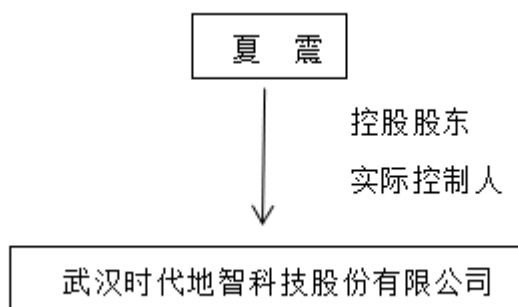 夏 震
控股股东
实际控制人
武汉时代地智科技股份有限公司